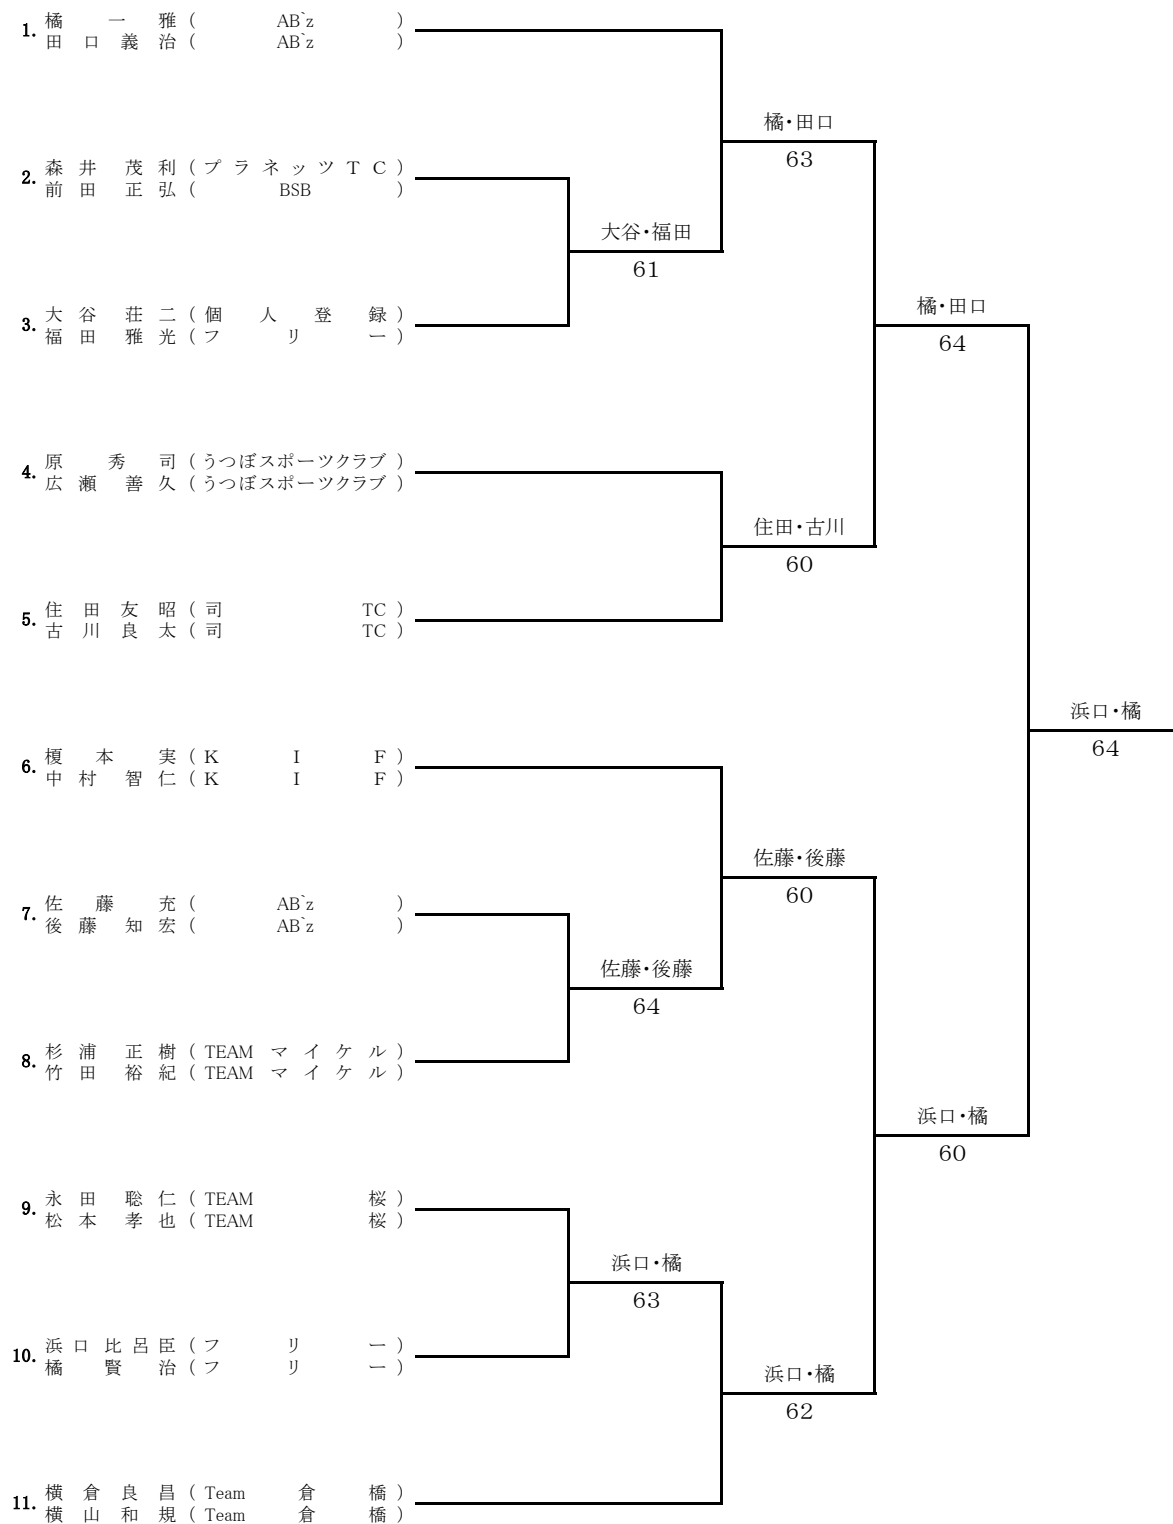 1. 橘一雅 ( AB`z )
田口義治 ( AB`z )
橘・田口
63
2. 森井茂利 ( プラネッツTC )
前田正弘 ( BSB )
大谷・福田
61
3. 大谷荘二 ( 個人登録 )
福田雅光 ( フリー )
橘・田口
64
4. 原秀司 ( うつぼスポーツクラブ )
広瀬善久 ( うつぼスポーツクラブ )
住田・古川
60
5. 住田友昭 ( 司TC )
古川良太 ( 司TC )
浜口・橘
64
6. 榎本実 ( KIF )
中村智仁 ( KIF )
佐藤・後藤
60
7. 佐藤充 ( AB`z )
後藤知宏 ( AB`z )
佐藤・後藤
64
8. 杉浦正樹 ( TEAM マイケル )
竹田裕紀 ( TEAM マイケル )
浜口・橘
60
9. 永田聡仁 ( TEAM 桜 )
松本孝也 ( TEAM 桜 )
浜口・橘
63
10. 浜口比呂臣 ( フリー )
橘賢治 ( フリー )
浜口・橘
62
11. 横倉良昌 ( Team 倉橋 )
横山和規 ( Team 倉橋 )